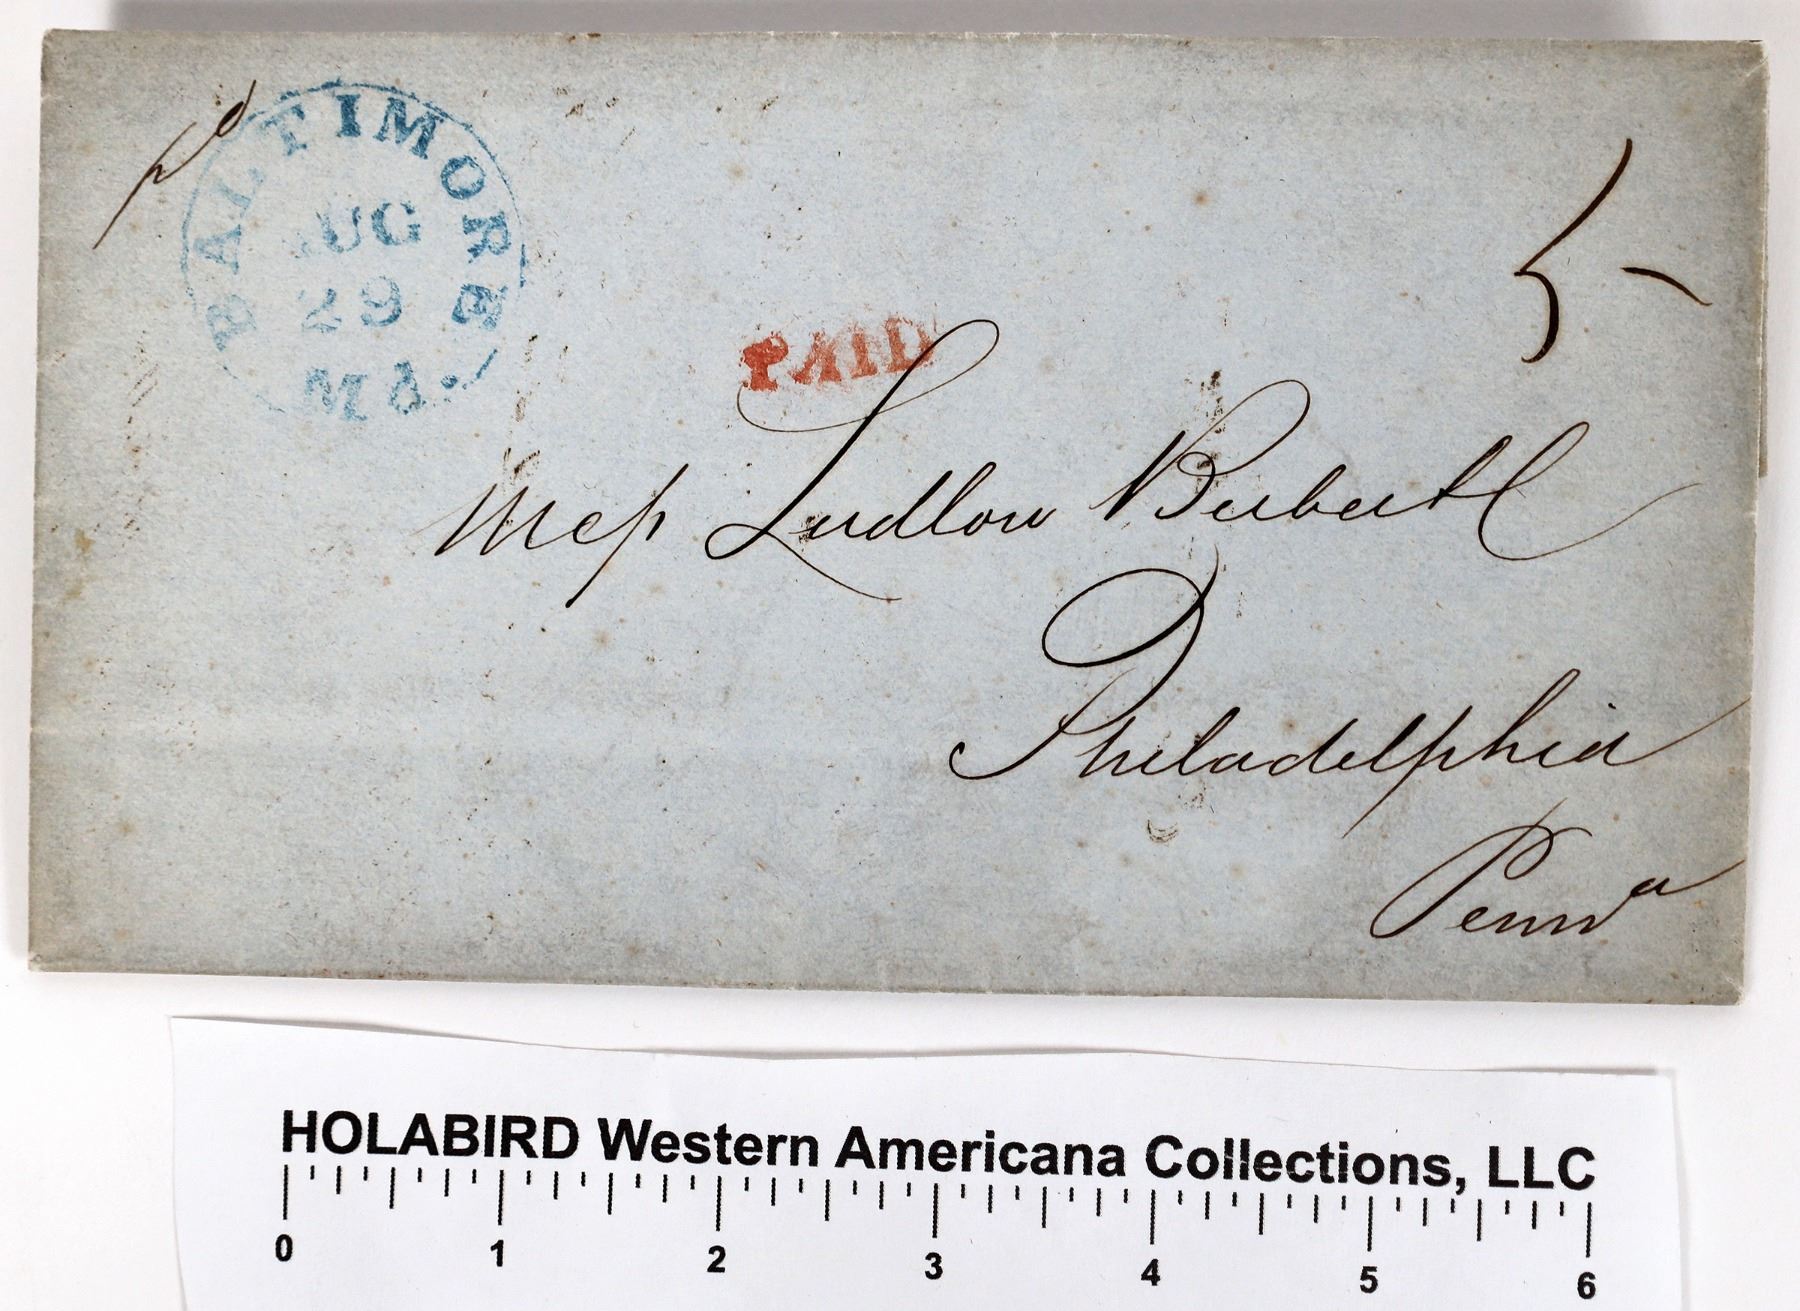 pd
BALTIMORE Md.
AUG
29
5
PAID
Mess Ludlow
Philadelphia
Penna
HOLABIRD Western Americana Collections, LLC
0 1 2 3 4 5 6